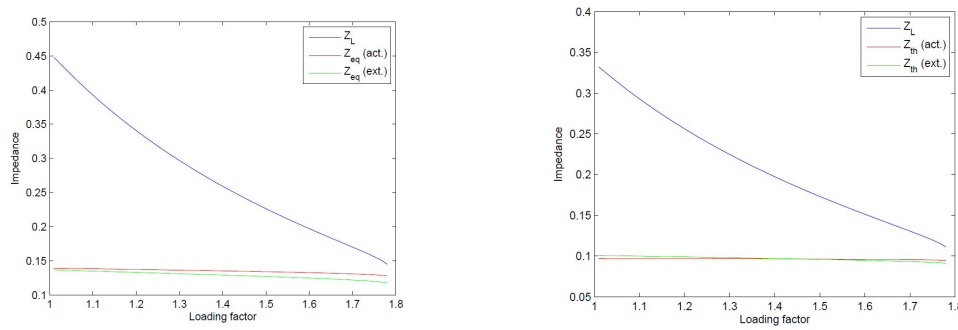 0.5
0.45
0.4
0.35
0.3
0.25
0.2
0.15
0.1
Impedance
1 1.1 1.2 1.3 1.4 1.5 1.6 1.7 1.8
Loading factor
Z_L
Z_eq (act.)
Z_eq (ext.)
0.4
0.35
0.3
0.25
0.2
0.15
0.1
0.05
Impedance
1 1.1 1.2 1.3 1.4 1.5 1.6 1.7 1.8
Loading factor
Z_L
Z_th (act.)
Z_th (ext.)